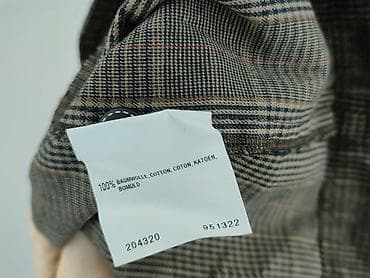 100% BAUMWOLLE, COTTON, COTON, KATOEN,
BOMULD
204320 951322